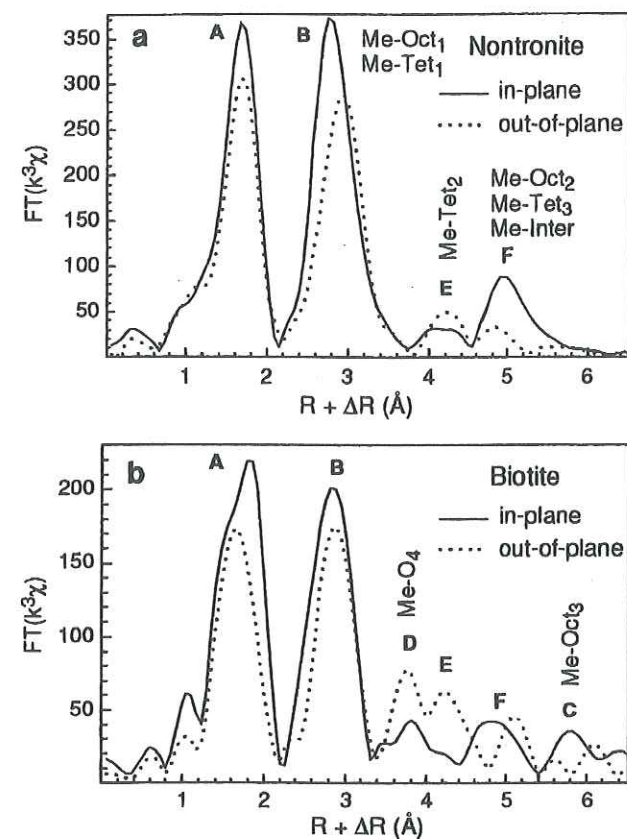 a
A
B
Me-Oct₁
Me-Tet₁
Nontronite
in-plane
out-of-plane
Me-Tet₂
Me-Oct₂
Me-Tet₃
Me-Inter
E
F
FT(k³χ)
350
300
250
200
150
100
50
1 2 3 4 5 6
R + ΔR (Å)
b
A
B
Biotite
in-plane
out-of-plane
Me-O₄
D
E
F
Me-Oct₃
C
FT(k³χ)
200
150
100
50
1 2 3 4 5 6
R + ΔR (Å)